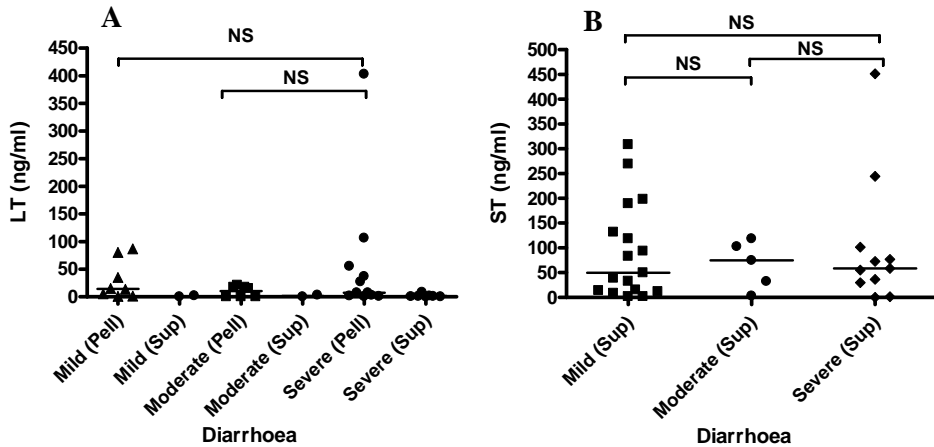 A
NS
NS
LT (ng/ml)
450
400
350
300
250
200
150
100
50
0
Mild (Pell)
Mild (Sup)
Moderate (Pell)
Moderate (Sup)
Severe (Pell)
Severe (Sup)
Diarrhoea
B
NS
NS
NS
ST (ng/ml)
500
450
400
350
300
250
200
150
100
50
0
Mild (Sup)
Moderate (Sup)
Severe (Sup)
Diarrhoea